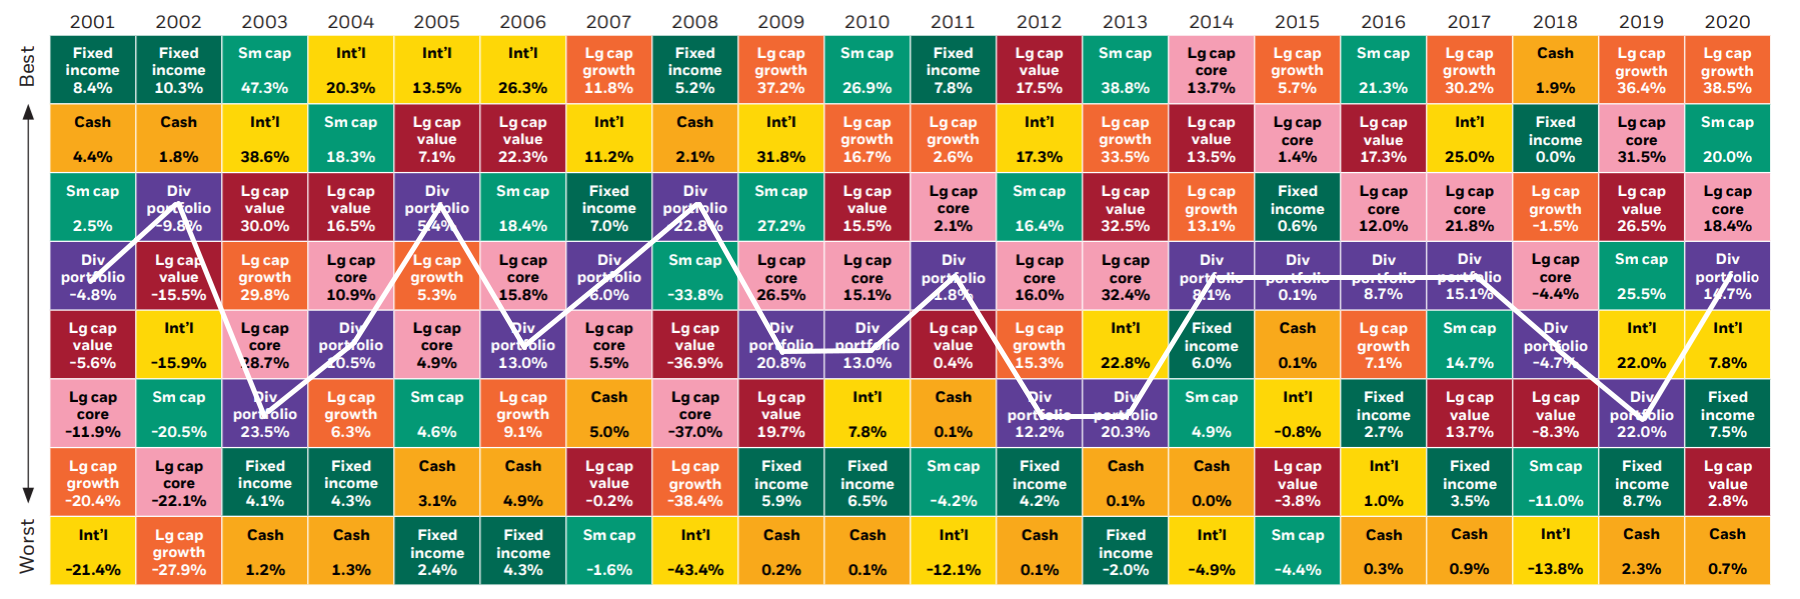 2001 2002 2003 2004 2005 2006 2007 2008 2009 2010 2011 2012 2013 2014 2015 2016 2017 2018 2019 2020
Best
Fixed Fixed Sm cap Int'l Int'l Int'l Lg cap Fixed Lg cap Sm cap Fixed Lg cap Sm cap Lg cap Lg cap Sm cap Lg cap Cash Lg cap Lg cap
income income growth income growth income value core growth growth growth growth
8.4% 10.3% 47.3% 20.3% 13.5% 26.3% 11.8% 5.2% 37.2% 26.9% 7.8% 17.5% 38.8% 13.7% 5.7% 21.3% 30.2% 1.9% 36.4% 38.5%
Cash Cash Int'l Sm cap Lg cap Lg cap Int'l Cash Int'l Lg cap Lg cap Int'l Lg cap Lg cap Lg cap Lg cap Int'l Fixed Lg cap Sm cap
value value growth growth growth value core value income core
4.4% 1.8% 38.6% 18.3% 7.1% 22.3% 11.2% 2.1% 31.8% 16.7% 2.6% 17.3% 33.5% 13.5% 1.4% 17.3% 25.0% 0.0% 31.5% 20.0%
Sm cap Div Lg cap Lg cap Div Sm cap Fixed Div Sm cap Lg cap Lg cap Sm cap Lg cap Lg cap Fixed Lg cap Lg cap Lg cap Lg cap Lg cap
portfolio value value portfolio income portfolio value core value growth income core core growth value core
2.5% −9.8% 30.0% 16.5% 5.4% 18.4% 7.0% −22.8% 27.2% 15.5% 2.1% 16.4% 32.5% 13.1% 0.6% 12.0% 21.8% −1.5% 26.5% 18.4%
Div Lg cap Lg cap Lg cap Lg cap Lg cap Div Sm cap Lg cap Lg cap Div Lg cap Lg cap Div Div Div Div Lg cap Sm cap Div
portfolio value growth core growth core portfolio core core portfolio core core portfolio portfolio portfolio portfolio core portfolio
−4.8% −15.5% 29.8% 10.9% 5.3% 15.8% 6.0% −33.8% 26.5% 15.1% 1.8% 16.0% 32.4% 8.1% 0.1% 8.7% 15.1% −4.4% 25.5% 14.7%
Lg cap Int'l Lg cap Div Lg cap Div Lg cap Lg cap Div Div Lg cap Lg cap Int'l Fixed Cash Lg cap Sm cap Div Int'l Int'l
value core portfolio core portfolio core value portfolio portfolio value growth income growth portfolio
−5.6% −15.9% 28.7% 10.5% 4.9% 13.0% 5.5% −36.9% 20.8% 13.0% 0.4% 15.3% 22.8% 6.0% 0.1% 7.1% 14.7% −4.7% 22.0% 7.8%
Lg cap Sm cap Div Lg cap Sm cap Lg cap Cash Lg cap Lg cap Int'l Cash Div Div Sm cap Int'l Fixed Lg cap Lg cap Div Fixed
core portfolio growth growth core value portfolio portfolio income value value portfolio income
−11.9% −20.5% 23.5% 6.3% 4.6% 9.1% 5.0% −37.0% 19.7% 7.8% 0.1% 12.2% 20.3% 4.9% −0.8% 2.7% 13.7% −8.3% 22.0% 7.5%
Lg cap Lg cap Fixed Fixed Cash Cash Lg cap Lg cap Fixed Fixed Sm cap Fixed Cash Cash Lg cap Int'l Fixed Sm cap Fixed Lg cap
growth core income income value growth income income income value income income value
−20.4% −22.1% 4.1% 4.3% 3.1% 4.9% −0.2% −38.4% 5.9% 6.5% −4.2% 4.2% 0.1% 0.0% −3.8% 1.0% 3.5% −11.0% 8.7% 2.8%
Int'l Lg cap Cash Cash Fixed Fixed Sm cap Int'l Cash Cash Int'l Cash Fixed Int'l Sm cap Cash Cash Int'l Cash Cash
growth income income income
−21.4% −27.9% 1.2% 1.3% 2.4% 4.3% −1.6% −43.4% 0.2% 0.1% −12.1% 0.1% −2.0% −4.9% −4.4% 0.3% 0.9% −13.8% 2.3% 0.7%
Worst